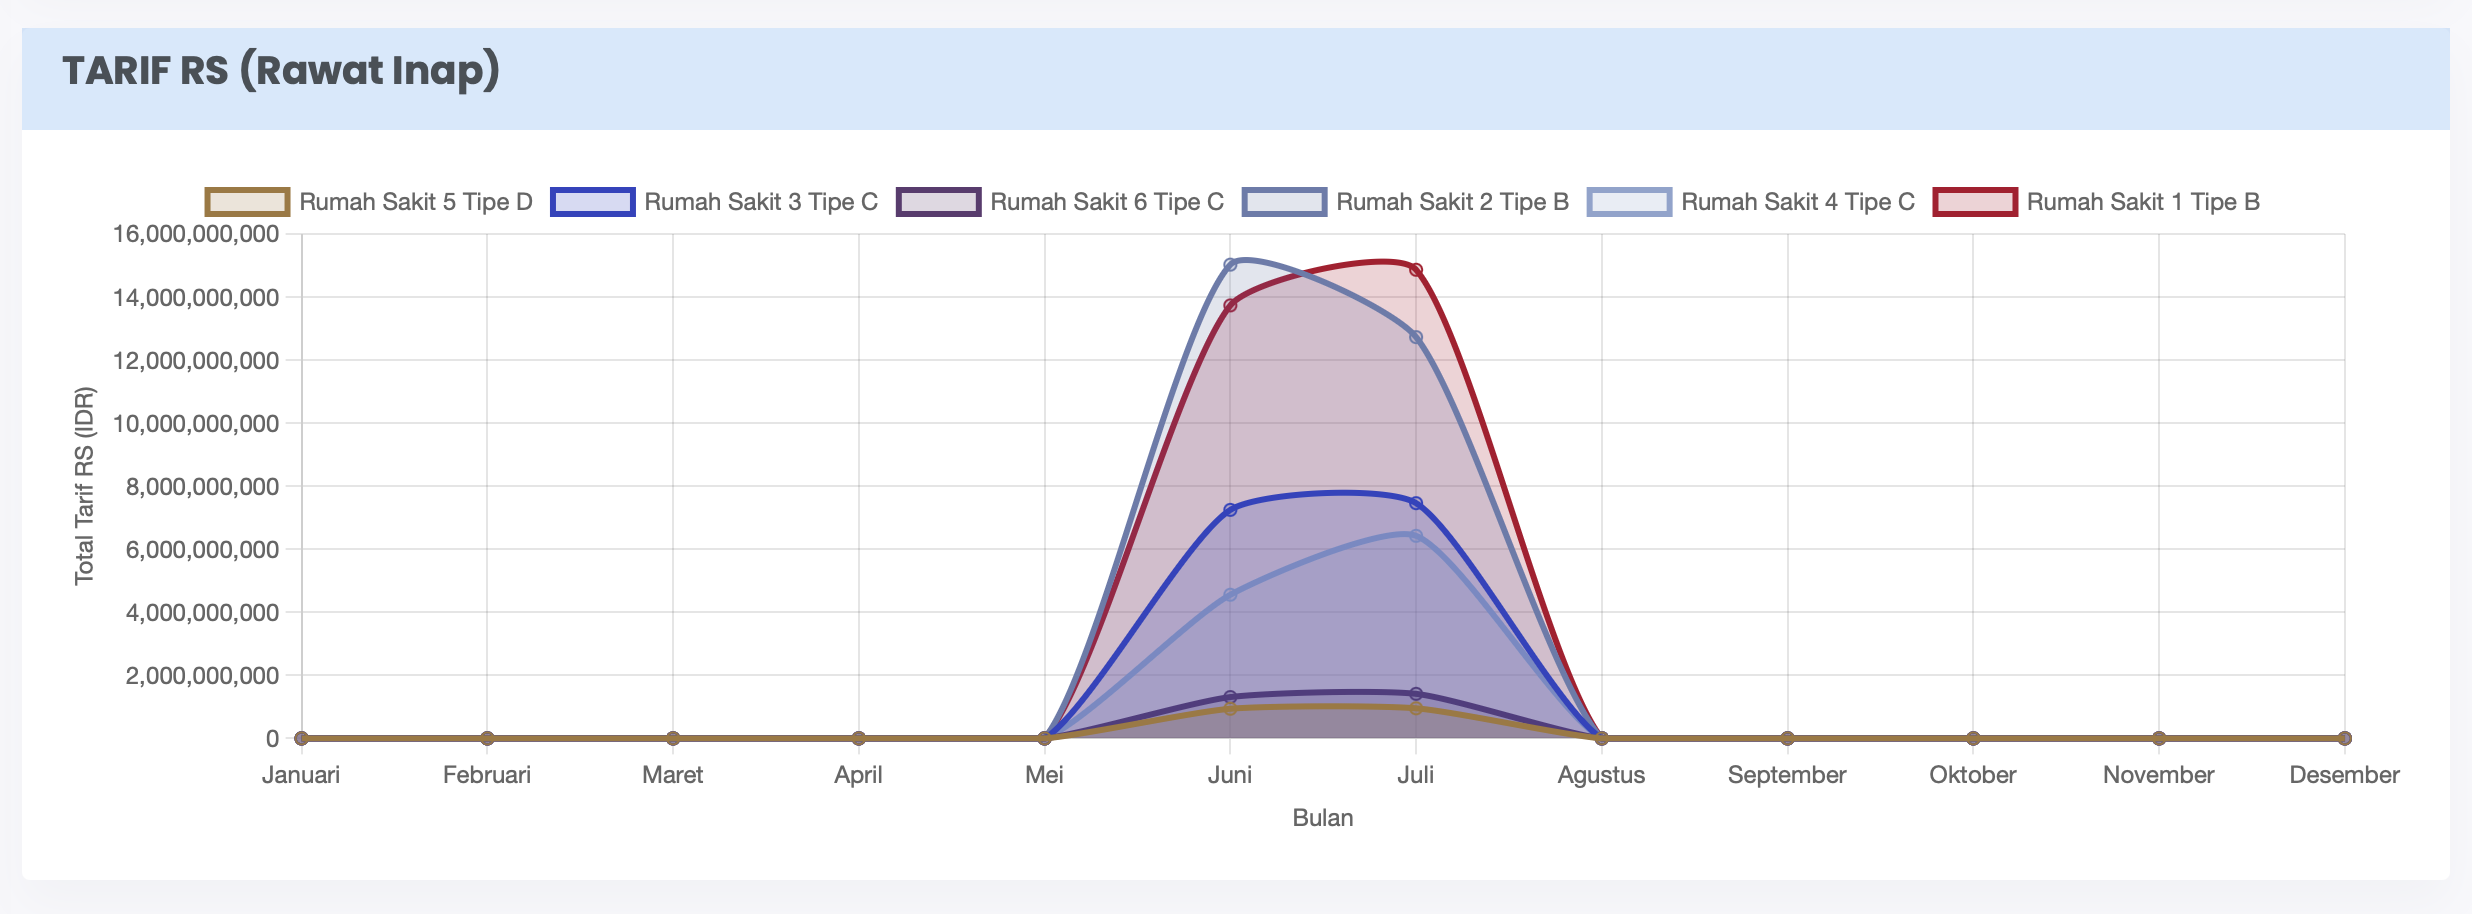 TARIF RS (Rawat Inap)
Rumah Sakit 5 Tipe D Rumah Sakit 3 Tipe C Rumah Sakit 6 Tipe C Rumah Sakit 2 Tipe B Rumah Sakit 4 Tipe C Rumah Sakit 1 Tipe B
16,000,000,000
14,000,000,000
12,000,000,000
10,000,000,000
8,000,000,000
6,000,000,000
4,000,000,000
2,000,000,000
0
Total Tarif RS (IDR)
Januari Februari Maret April Mei Juni Juli Agustus September Oktober November Desember
Bulan